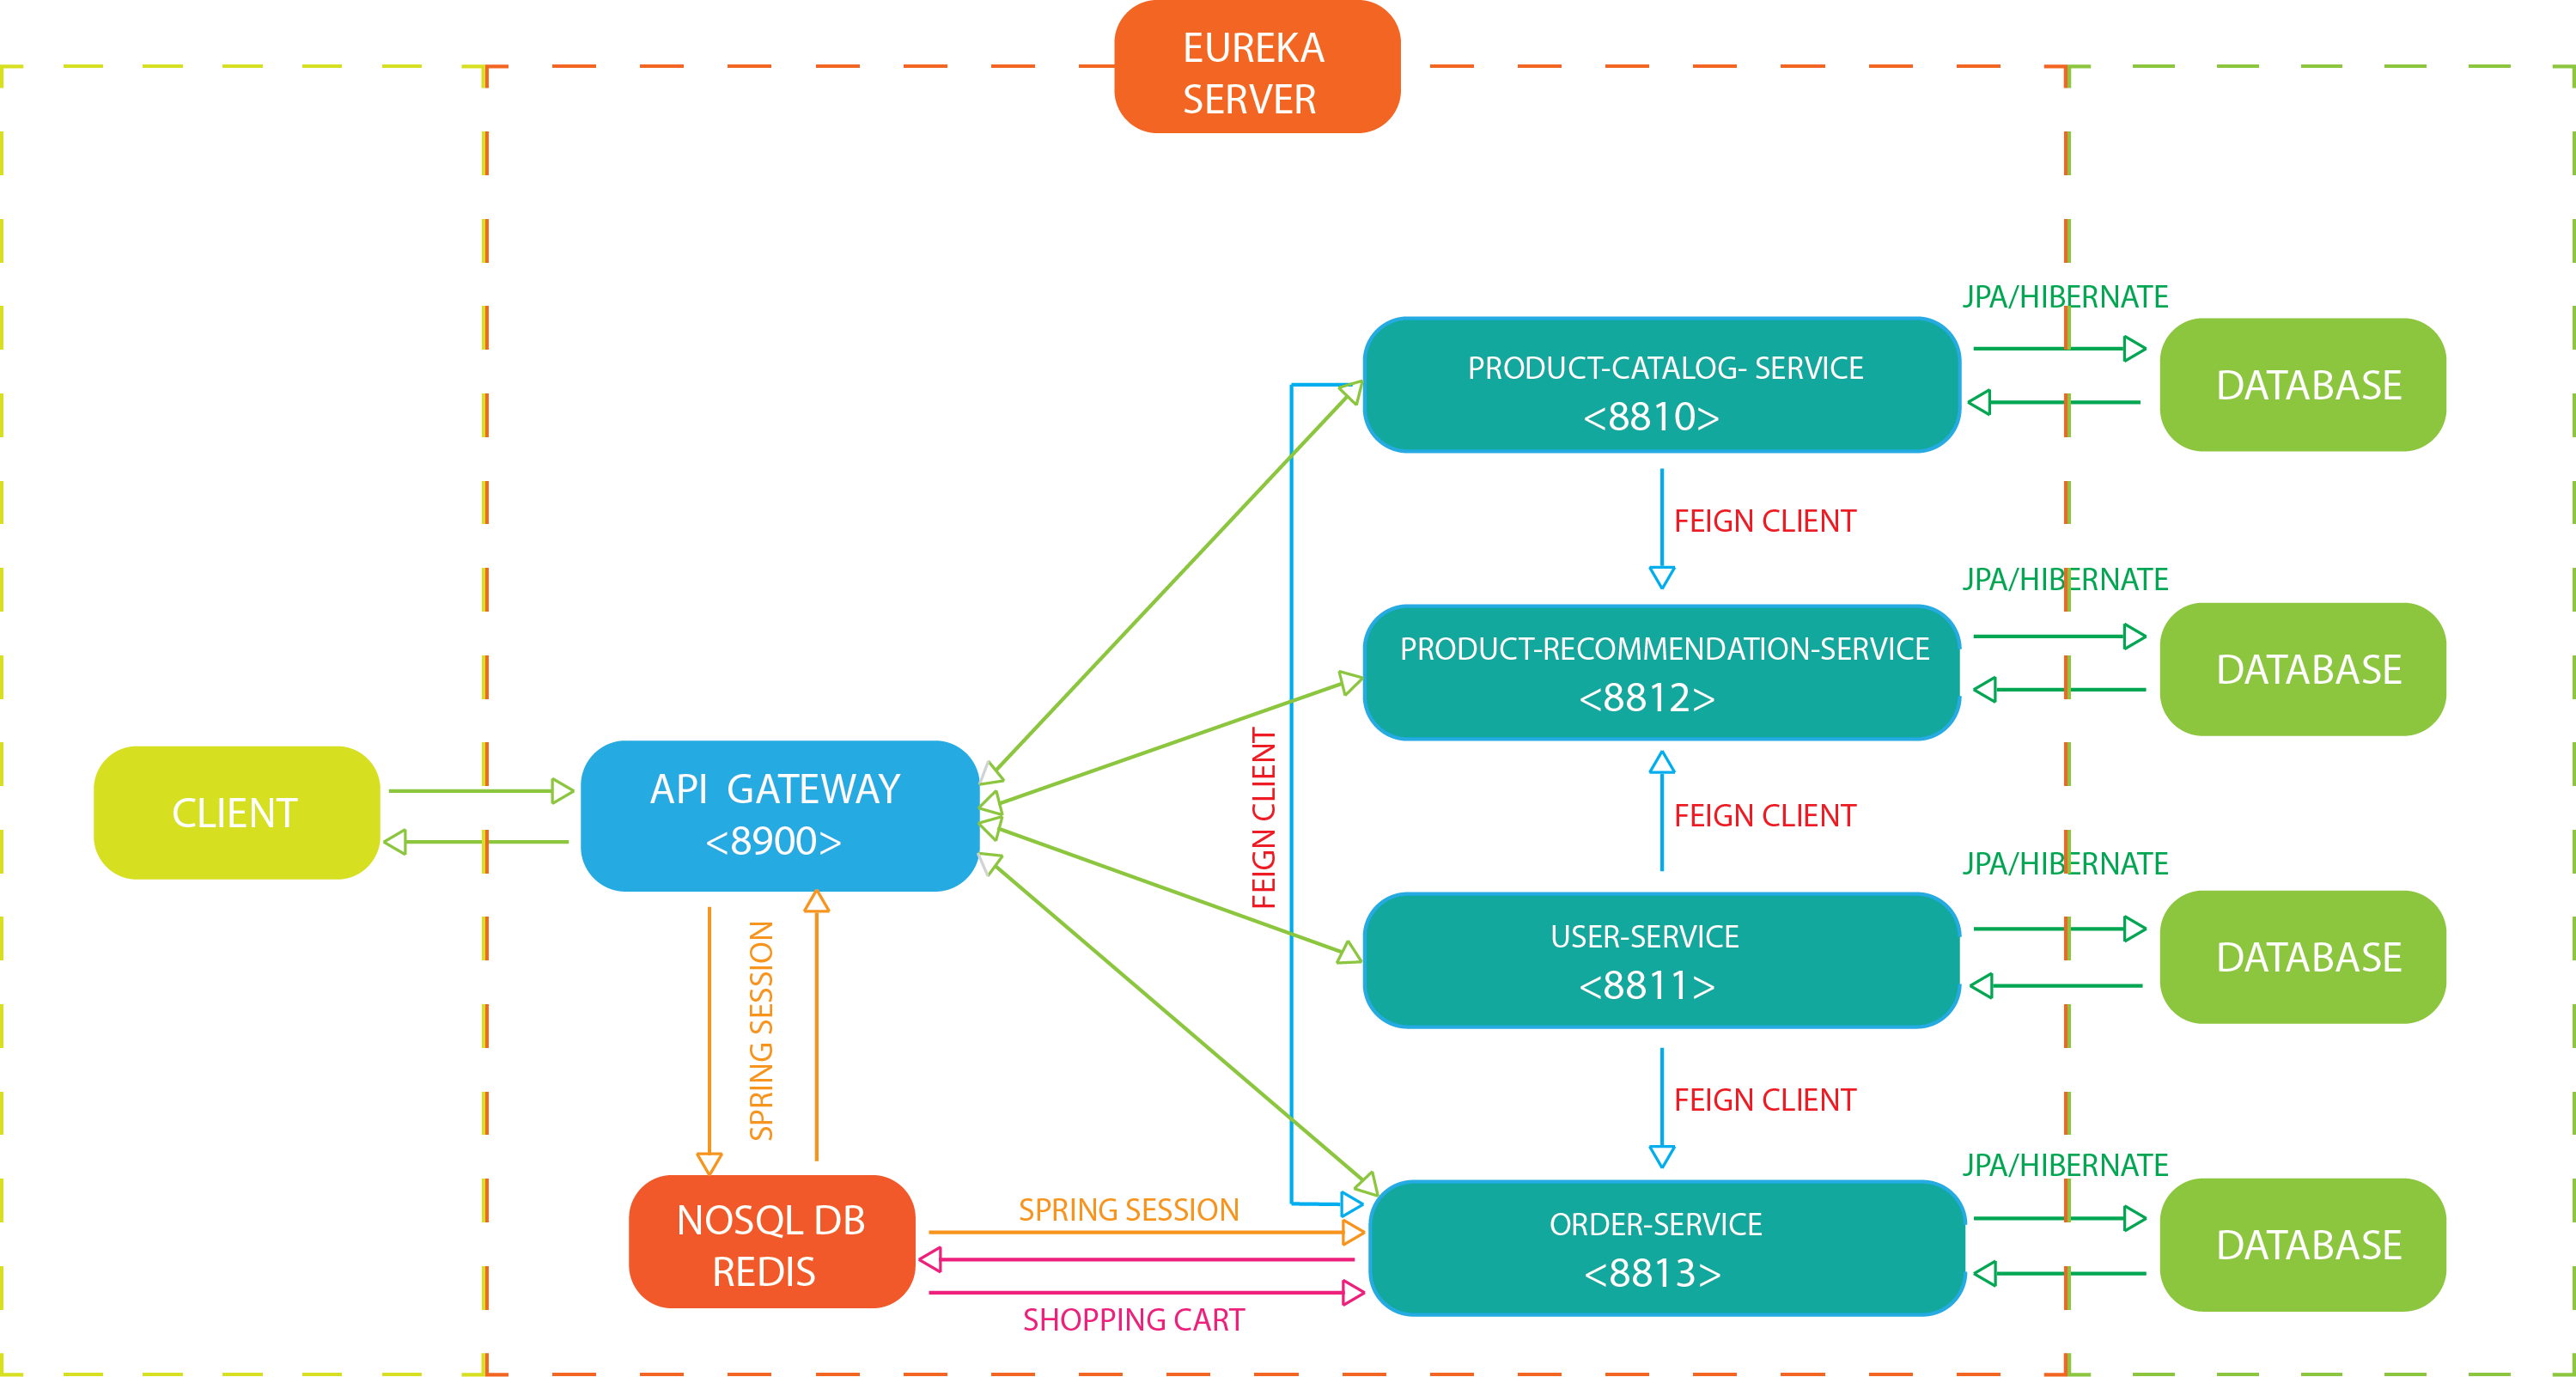 EUREKA
SERVER
JPA/HIBERNATE
PRODUCT-CATALOG- SERVICE
<8810>
DATABASE
FEIGN CLIENT
JPA/HIBERNATE
PRODUCT-RECOMMENDATION-SERVICE
<8812>
DATABASE
CLIENT
API GATEWAY
<8900>
FEIGN CLIENT
FEIGN CLIENT
JPA/HIBERNATE
USER-SERVICE
<8811>
DATABASE
SPRING SESSION
FEIGN CLIENT
JPA/HIBERNATE
NOSQL DB
REDIS
SPRING SESSION
SHOPPING CART
ORDER-SERVICE
<8813>
DATABASE